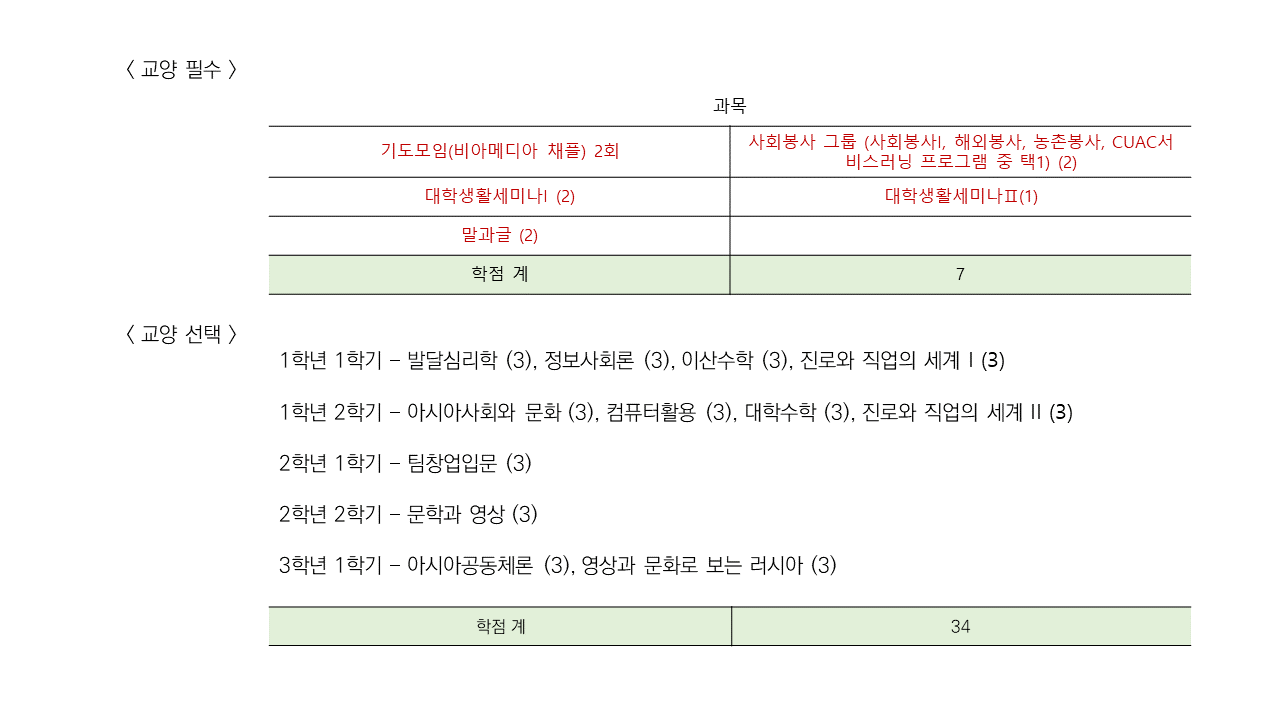 〈 교양 필수 〉
과목
기도모임(비아메디아 채플) 2회
사회봉사 그룹 (사회봉사I, 해외봉사, 농촌봉사, CUAC서
비스러닝 프로그램 중 택1) (2)
대학생활세미나I (2)
대학생활세미나Ⅱ(1)
말과글 (2)
학점 계
7
〈 교양 선택 〉
1학년 1학기 – 발달심리학 (3), 정보사회론 (3), 이산수학 (3), 진로와 직업의 세계 I (3)
1학년 2학기 – 아시아사회와 문화 (3), 컴퓨터활용 (3), 대학수학 (3), 진로와 직업의 세계 II (3)
2학년 1학기 – 팀창업입문 (3)
2학년 2학기 – 문학과 영상 (3)
3학년 1학기 – 아시아공동체론 (3), 영상과 문화로 보는 러시아 (3)
학점 계
34